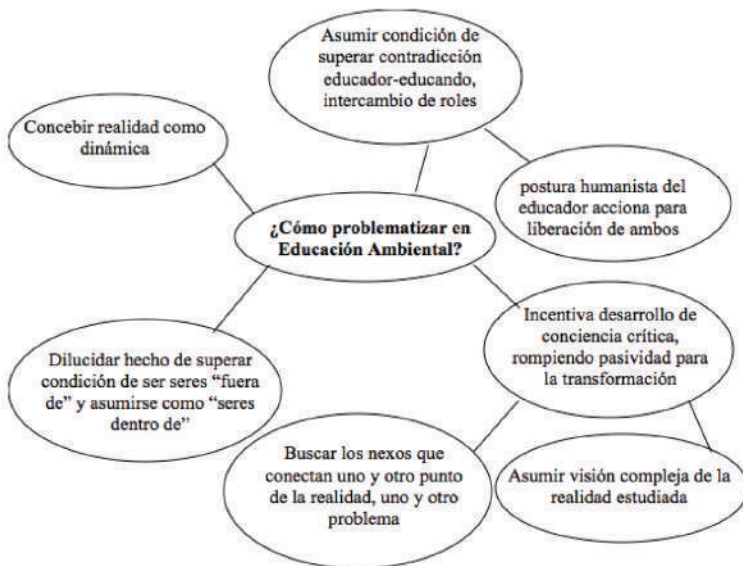 Asumir condición de
superar contradicción
educador-educando,
intercambio de roles
Concebir realidad como
dinámica
postura humanista del
educador acciona para
liberación de ambos
¿Cómo problematizar en
Educación Ambiental?
Incentiva desarrollo de
conciencia crítica,
rompiendo pasividad para
la transformación
Dilucidar hecho de superar
condición de ser seres “fuera
de” y asumirse como “seres
dentro de”
Buscar los nexos que
conectan uno y otro punto
de la realidad, uno y otro
problema
Asumir visión compleja de la
realidad estudiada